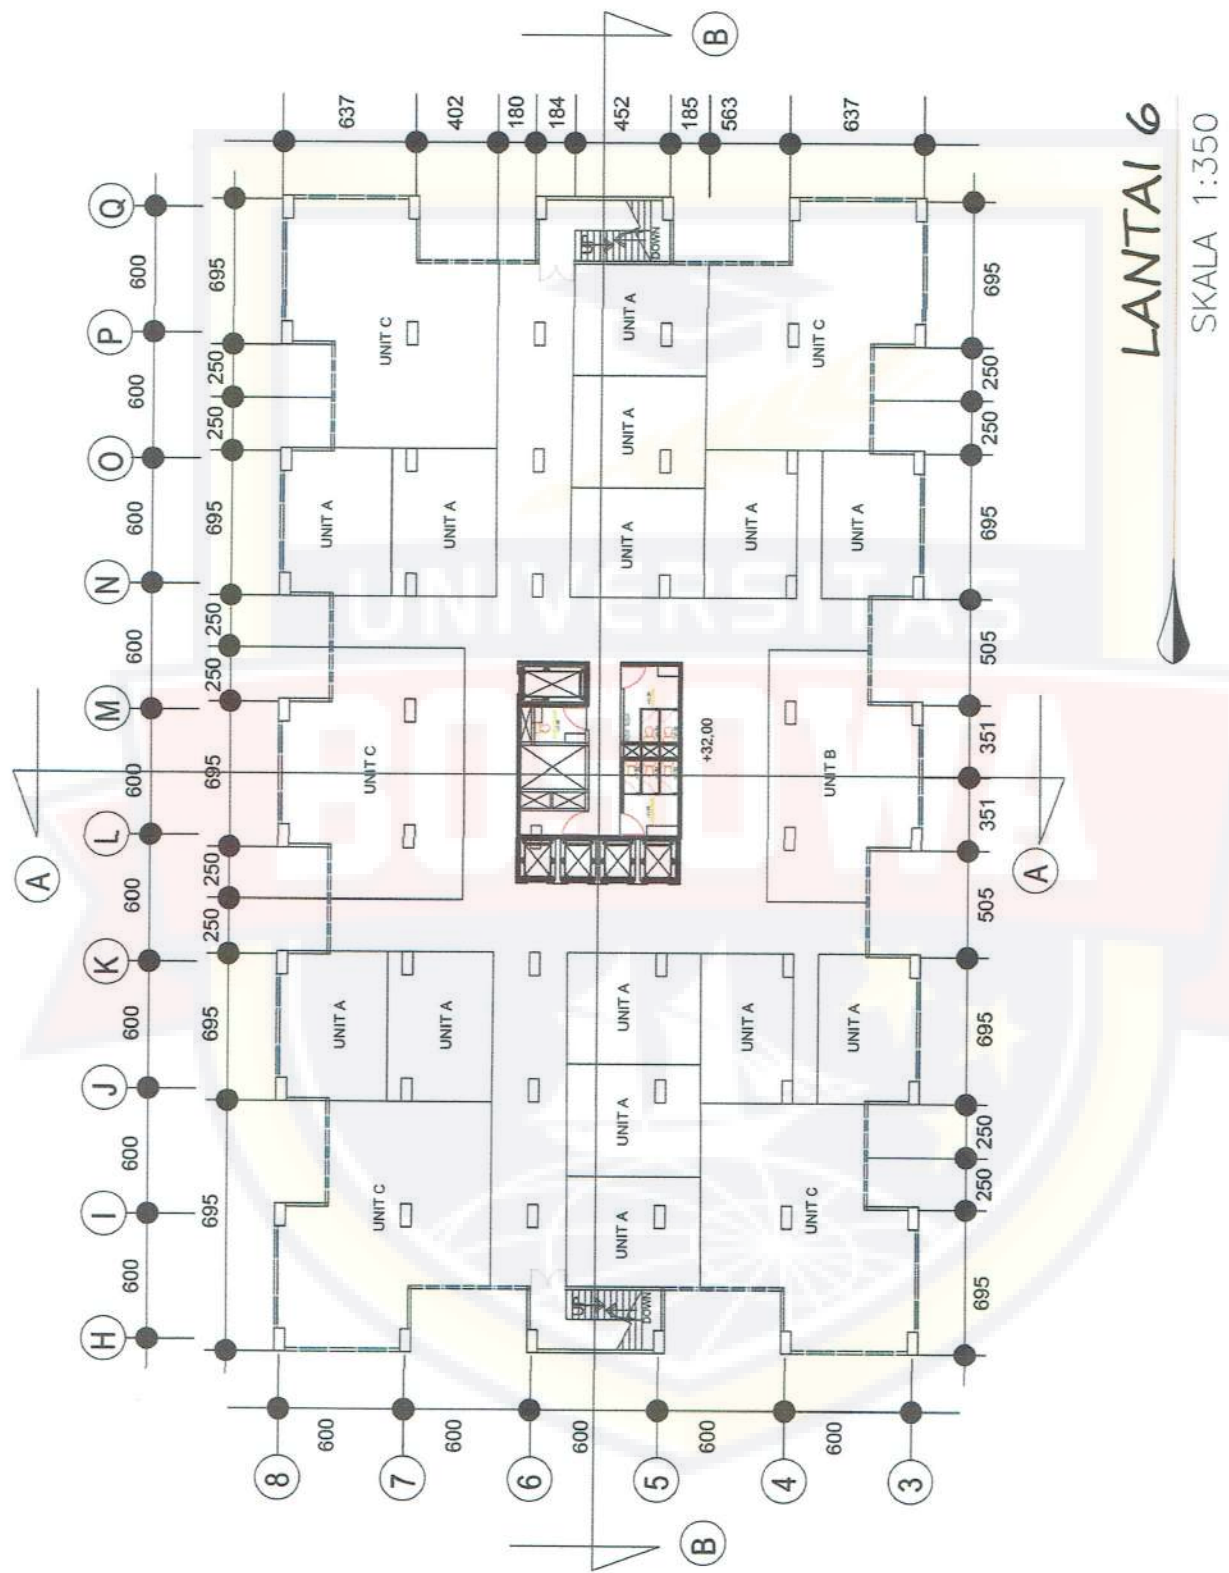 A
A
H I J K L M N O P Q
600 600 600 600 600 600 600 600 600
695 695 250 250 695 250 250 695 250 250 695
8
600
7
600
6
600
5
600
4
600
3
637
402
180
184
452
185
563
637
UNIT A UNIT A
UNIT C UNIT C UNIT C
UNIT A UNIT A
UP UP
DOWN DOWN
UNIT A UNIT A UNIT A UNIT A UNIT A UNIT A
+32,00
B B
UNIT A UNIT A
UNIT C UNIT B UNIT C
UNIT A UNIT A
695 250 250 695 505 351 351 505 695 250 250 695
LANTAI 6
SKALA 1:350
UNIVERSITAS
BOSOWA